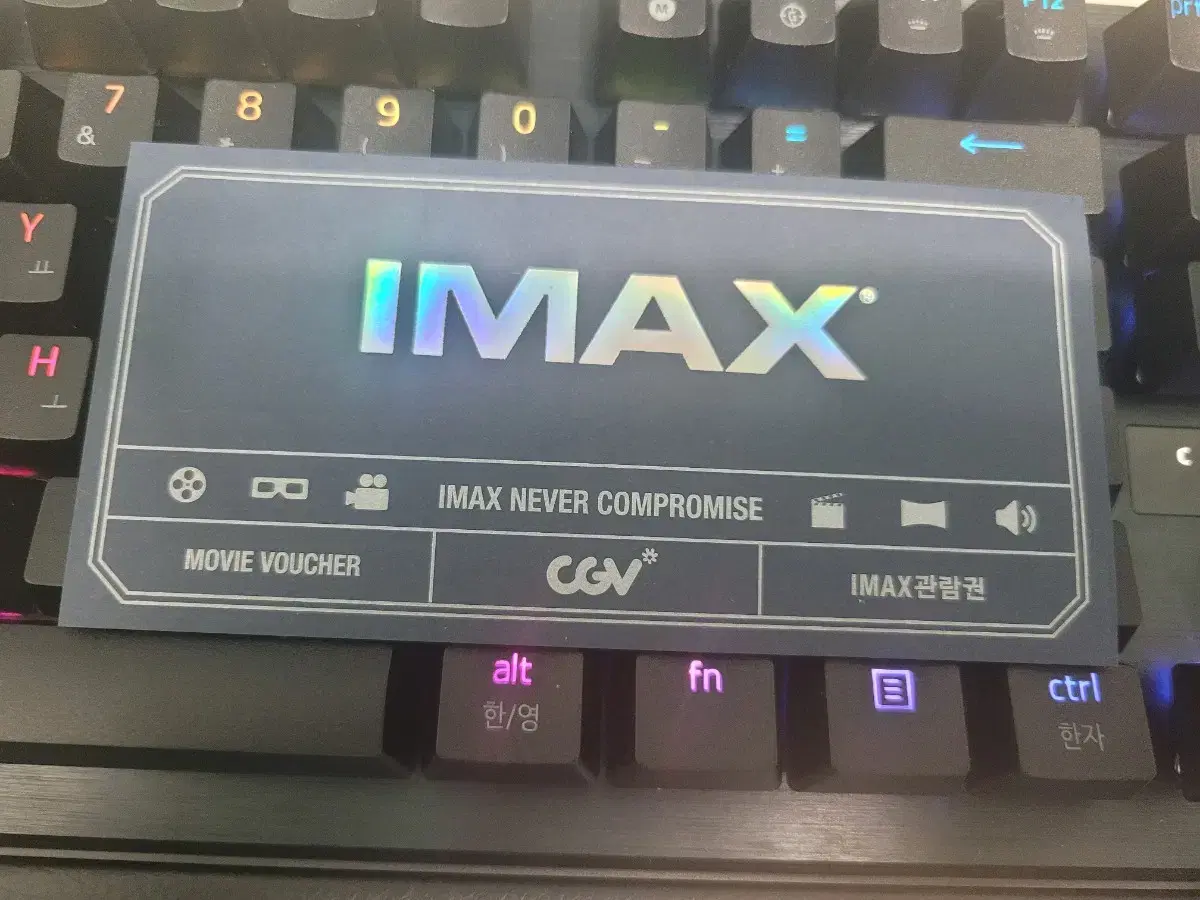 M G F12
7 8 9 0 - =
& * ( ) - +
Y
ㅛ
H
ㅗ
IMAX®
IMAX NEVER COMPROMISE
MOVIE VOUCHER
CGV
IMAX관람권
alt fn ctrl
한/영 한자